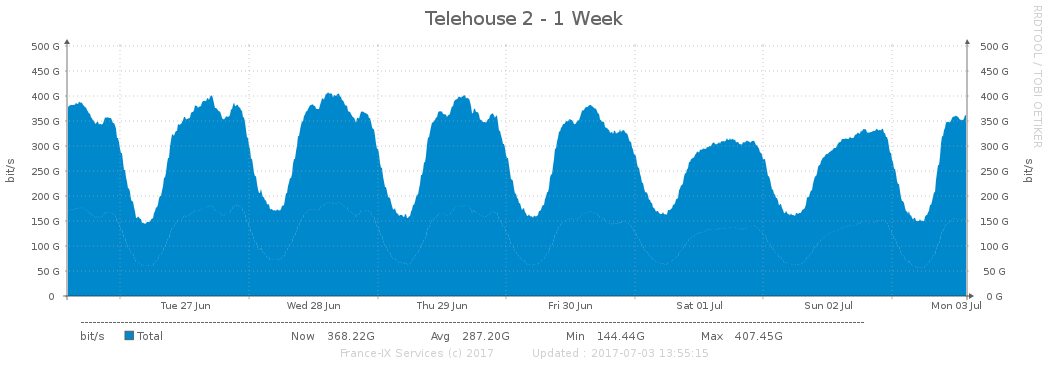 Telehouse 2 - 1 Week
RRDTOOL / TOBI OETIKER
bit/s
500 G 500 G
450 G 450 G
400 G 400 G
350 G 350 G
300 G 300 G
250 G 250 G
200 G 200 G
150 G 150 G
100 G 100 G
50 G 50 G
0 0 G
bit/s
Tue 27 Jun Wed 28 Jun Thu 29 Jun Fri 30 Jun Sat 01 Jul Sun 02 Jul Mon 03 Jul
bit/s Total Now 368.22G Avg 287.20G Min 144.44G Max 407.45G
France-IX Services (c) 2017 Updated : 2017-07-03 13:55:15